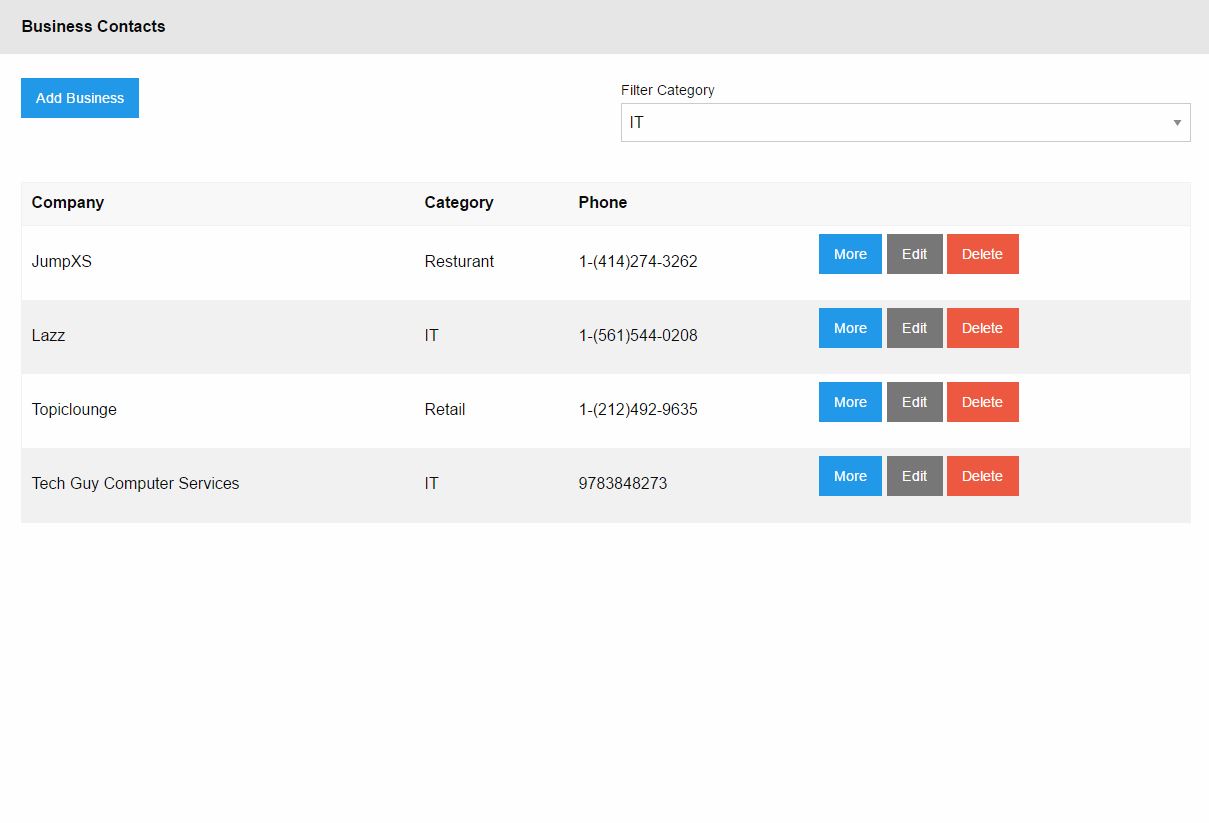 Business Contacts
Add Business
Filter Category
IT
Company Category Phone
JumpXS Resturant 1-(414)274-3262 More Edit Delete
Lazz IT 1-(561)544-0208 More Edit Delete
Topiclounge Retail 1-(212)492-9635 More Edit Delete
Tech Guy Computer Services IT 9783848273 More Edit Delete